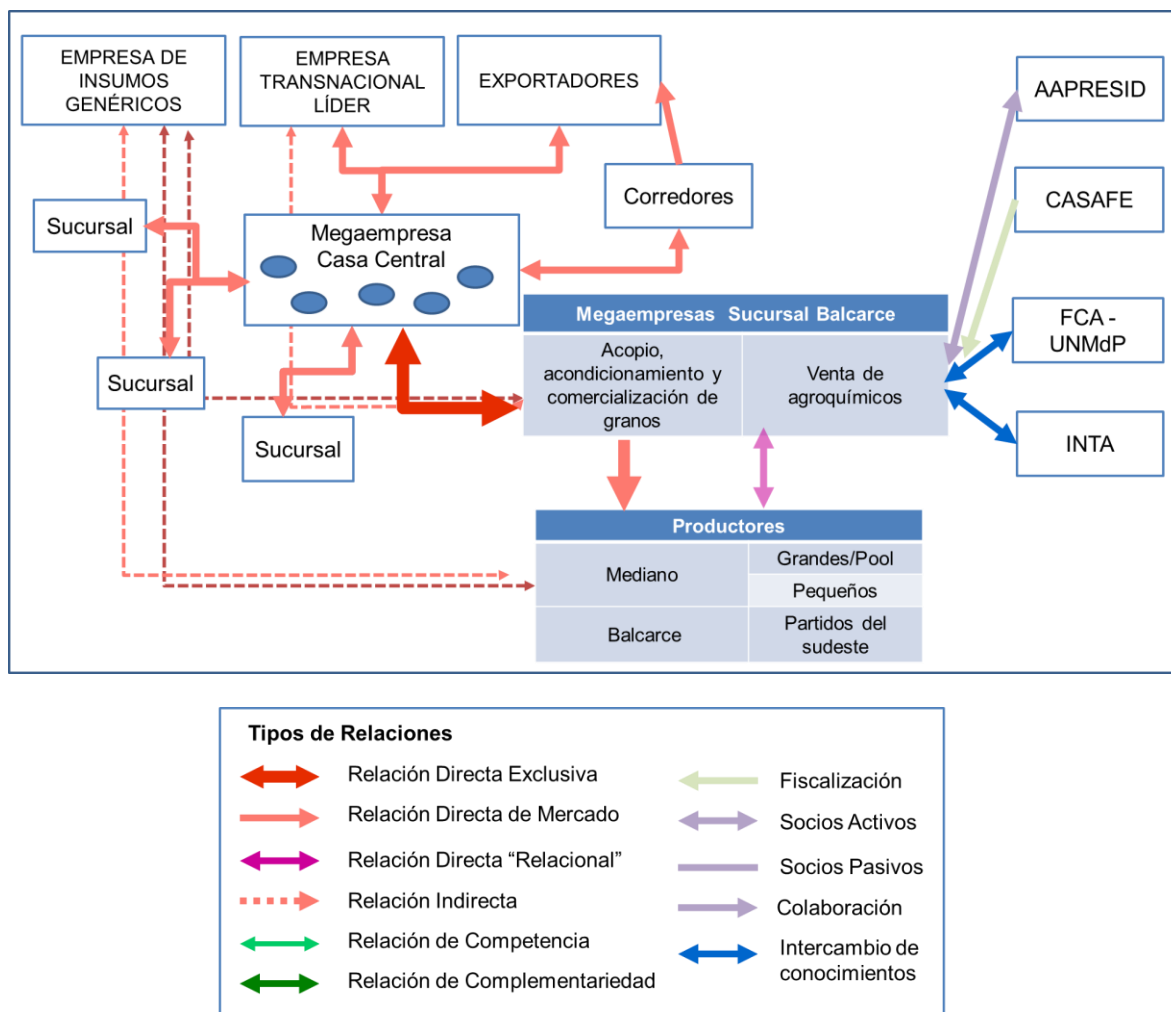 EMPRESA DE
INSUMOS
GENÉRICOS
EMPRESA
TRANSNACIONAL
LÍDER
EXPORTADORES
AAPRESID
Corredores
CASAFE
Sucursal
Megaempresa
Casa Central
Megaempresas Sucursal Balcarce
FCA -
UNMdP
Acopio,
acondicionamiento y
comercialización de
granos
Venta de
agroquímicos
Sucursal
Sucursal
INTA
Productores
Mediano
Grandes/Pool
Pequeños
Balcarce
Partidos del
sudeste
Tipos de Relaciones
Relación Directa Exclusiva
Relación Directa de Mercado
Relación Directa “Relacional”
Relación Indirecta
Relación de Competencia
Relación de Complementariedad
Fiscalización
Socios Activos
Socios Pasivos
Colaboración
Intercambio de
conocimientos